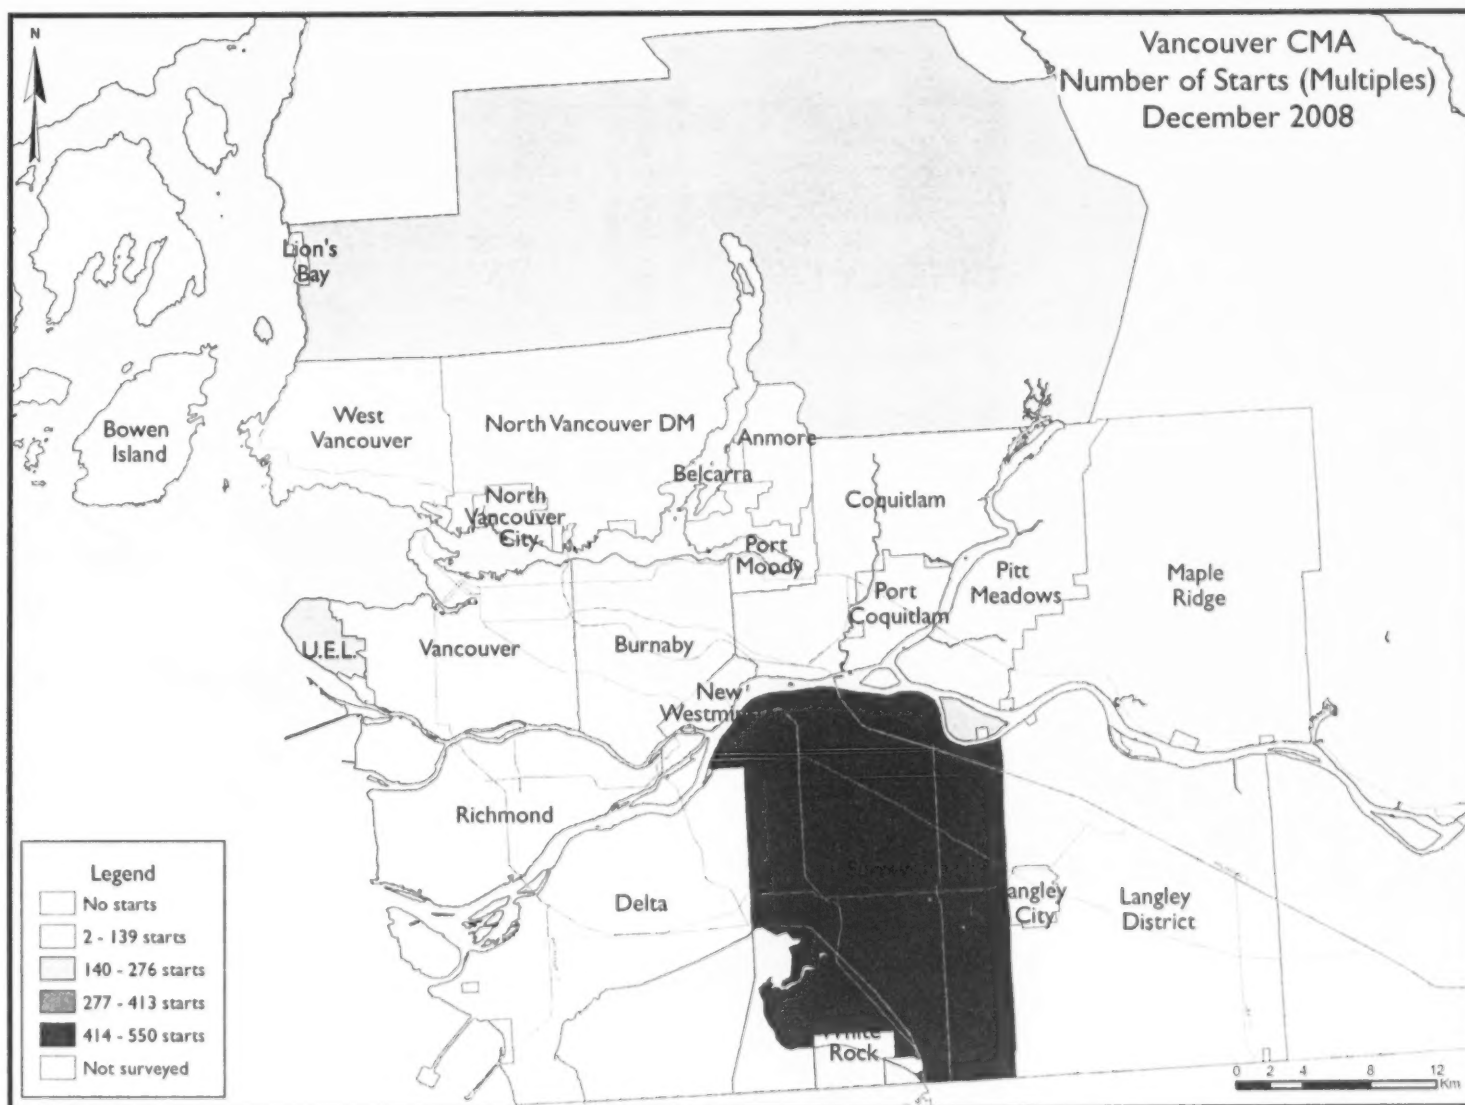 N
Vancouver CMA
Number of Starts (Multiples)
December 2008
Lion's
Bay
Bowen
Island
West
Vancouver
North Vancouver DM
Anmore
Belcarra
North
Vancouver
City
Coquitlam
Port
Moody
Pitt
Meadows
Maple
Ridge
Port
Coquitlam
U.E.L.
Vancouver
Burnaby
New
Richmond
Surrey
Delta
City
Langley
District
White
Rock
Legend
No starts
2 - 139 starts
140 - 276 starts
277 - 413 starts
414 - 550 starts
Not surveyed
0 2 4 8 12
Km